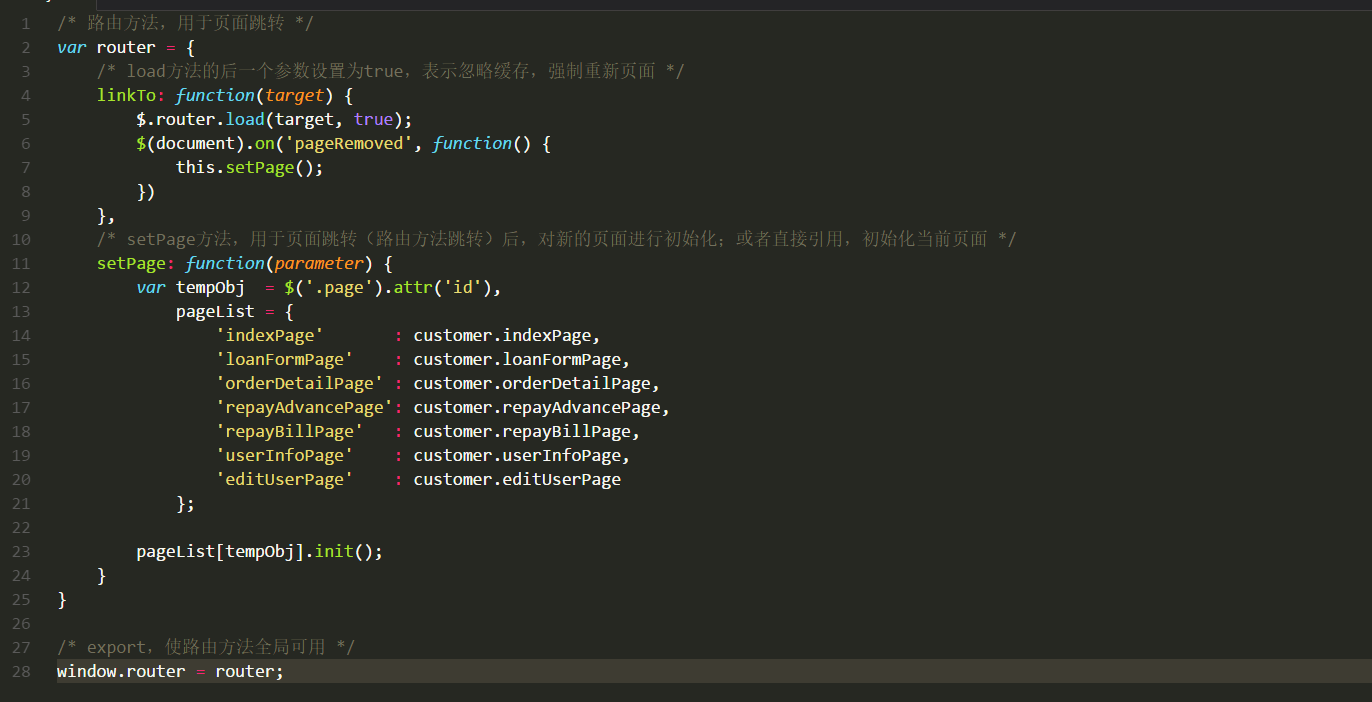 1 /* 路由方法，用于页面跳转 */
2 var router = {
3 /* load方法的后一个参数设置为true，表示忽略缓存，强制重新页面 */
4 linkTo: function(target) {
5 $.router.load(target, true);
6 $(document).on('pageRemoved', function() {
7 this.setPage();
8 })
9 },
10 /* setPage方法，用于页面跳转（路由方法跳转）后，对新的页面进行初始化；或者直接引用，初始化当前页面 */
11 setPage: function(parameter) {
12 var tempObj  = $('.page').attr('id'),
13 pageList = {
14 'indexPage'       : customer.indexPage,
15 'loanFormPage'    : customer.loanFormPage,
16 'orderDetailPage' : customer.orderDetailPage,
17 'repayAdvancePage': customer.repayAdvancePage,
18 'repayBillPage'   : customer.repayBillPage,
19 'userInfoPage'    : customer.userInfoPage,
20 'editUserPage'    : customer.editUserPage
21 };
22
23 pageList[tempObj].init();
24 }
25 }
26
27 /* export，使路由方法全局可用 */
28 window.router = router;